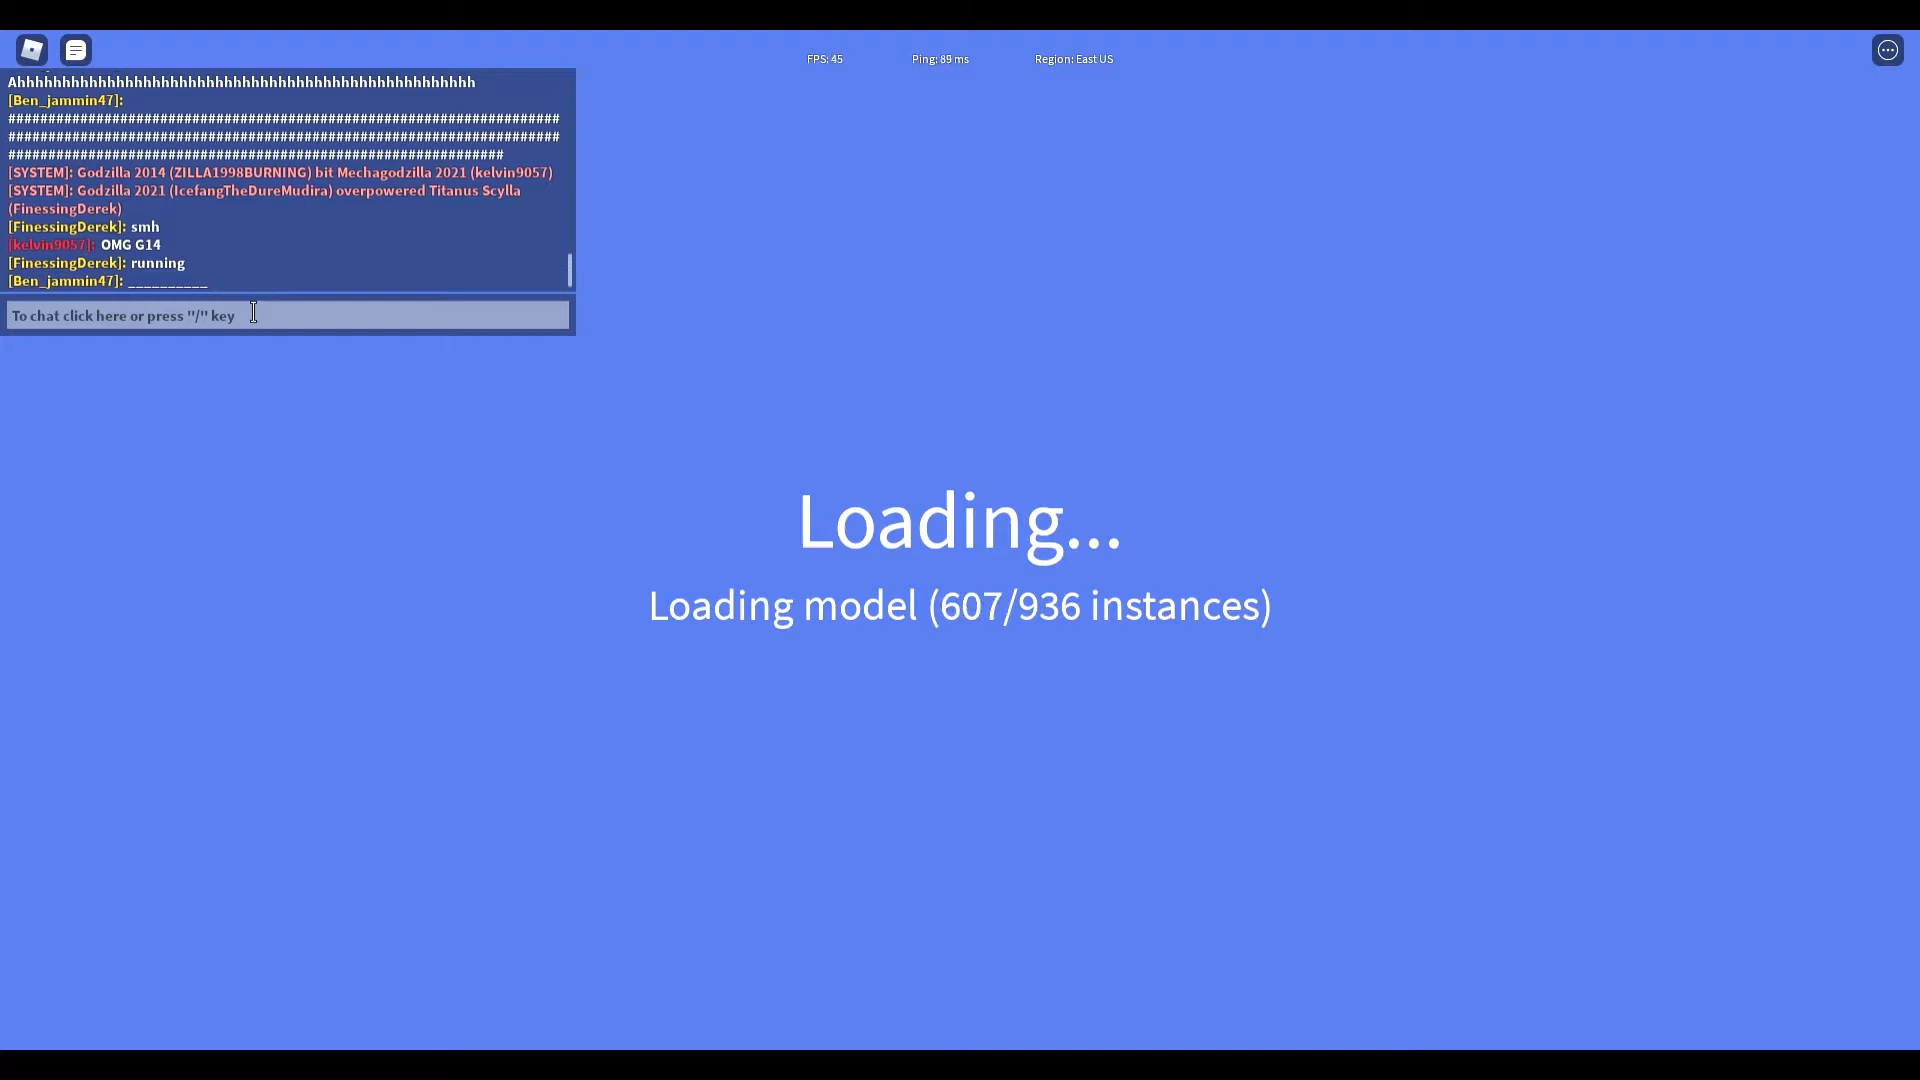 FPS: 45 Ping: 89 ms Region: East US
Ahhhhhhhhhhhhhhhhhhhhhhhhhhhhhhhhhhhhhhhhhhhhhhhhhhh
[Ben_jammin47]:
#####################################################################
#####################################################################
##############################################################
[SYSTEM]: Godzilla 2014 (ZILLA1998BURNING) bit Mechagodzilla 2021 (kelvin9057)
[SYSTEM]: Godzilla 2021 (IcefangTheDureMudira) overpowered Titanus Scylla
(FinessingDerek)
[FinessingDerek]: smh
[kelvin9057]: OMG G14
[FinessingDerek]: running
[Ben_jammin47]: __________
To chat click here or press "/" key
Loading...
Loading model (607/936 instances)